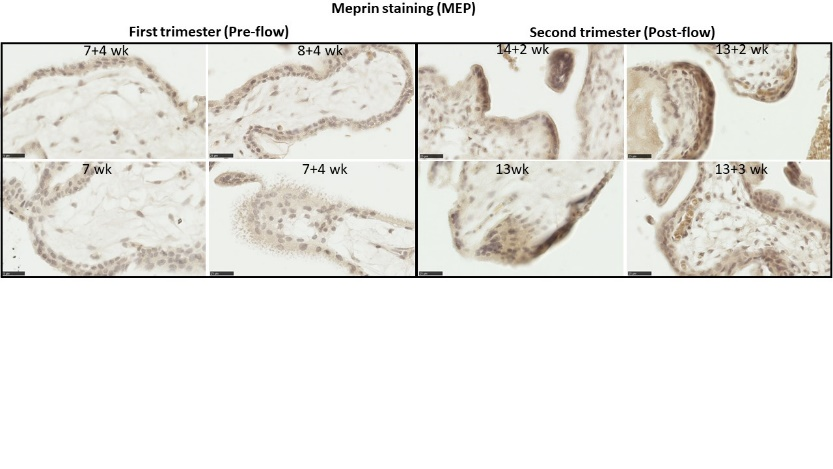 Meprin staining (MEP)
First trimester (Pre-flow)
Second trimester (Post-flow)
7+4 wk
8+4 wk
14+2 wk
13+2 wk
7 wk
7+4 wk
13wk
13+3 wk